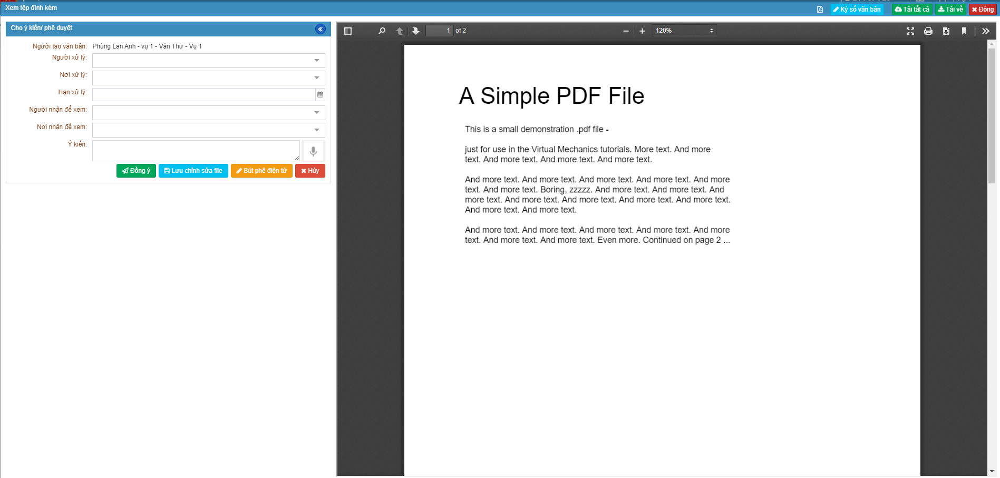 Xem tệp đính kèm
Ký số văn bản
Tải tất cả
Tải về
Đóng
Cho ý kiến/ phê duyệt
Người tạo văn bản: Phùng Lan Anh - vụ 1 - Văn Thư - Vụ 1
Người xử lý:
Nơi xử lý:
Hạn xử lý:
Người nhận để xem:
Nơi nhận để xem:
Ý kiến:
Đồng ý
Lưu chỉnh sửa file
Bút phê điện tử
Hủy
1 of 2
120%
A Simple PDF File
This is a small demonstration .pdf file -
just for use in the Virtual Mechanics tutorials. More text. And more
text. And more text. And more text. And more text.
And more text. And more text. And more text. And more text. And more
text. And more text. Boring, zzzzz. And more text. And more text. And
more text. And more text. And more text. And more text. And more text.
And more text. And more text.
And more text. And more text. And more text. And more text. And more
text. And more text. And more text. Even more. Continued on page 2 ...